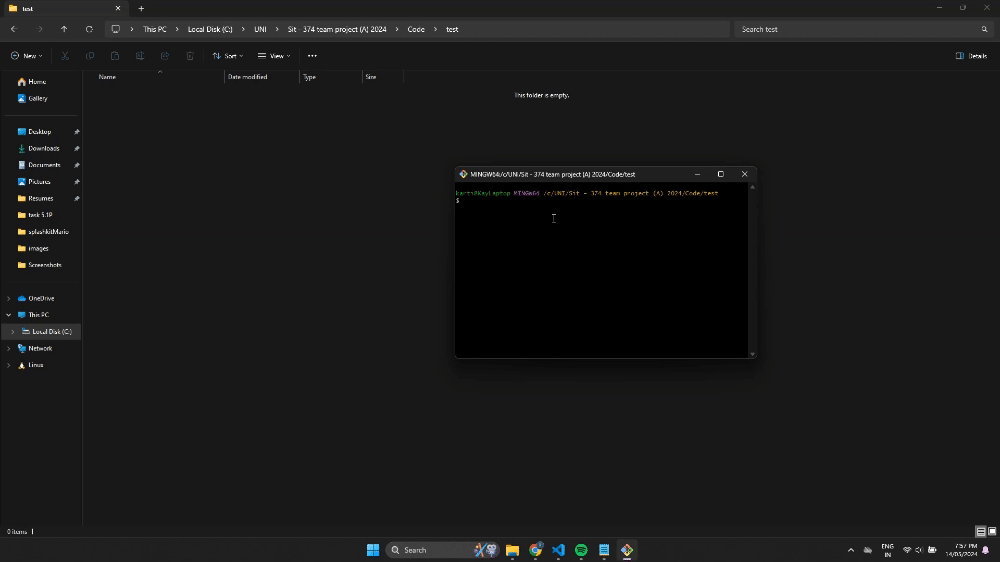 test
This PC
Local Disk (C:)
UNI
Sit - 374 team project (A) 2024
Code
test
Search test
New
Sort
View
Details
Name
Date modified
Type
Size
This folder is empty.
Home
Gallery
Desktop
Downloads
Documents
Pictures
Resumes
task 5.1P
splashkitMario
images
Screenshots
OneDrive
This PC
Local Disk (C:)
Network
Linux
MINGW64:/c/UNI/Sit - 374 team project (A) 2024/Code/test
MINGW64 /c/UNI/Sit - 374 team project (A) 2024/Code/test
$
0 items
Search
ENG
IN
7:57 PM
14/05/2024